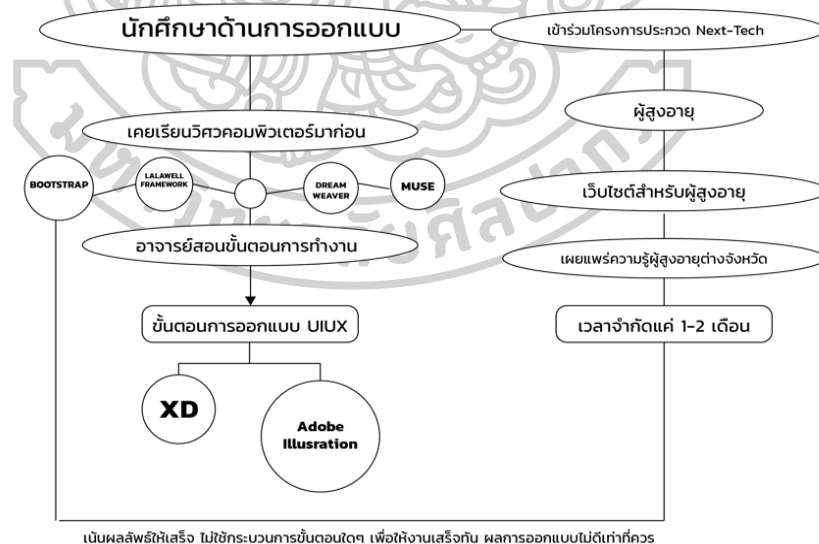 นักศึกษาด้านการออกแบบ
เข้าร่วมโครงการประกวด Next-Tech
ผู้สูงอายุ
เคยเรียนวิศวคอมพิวเตอร์มาก่อน
BOOTSTRAP
LALAWELL
FRAMEWORK
DREAM
WEAVER
MUSE
เว็บไซต์สำหรับผู้สูงอายุ
อาจารย์สอนขั้นตอนการทำงาน
เผยแพร่ความรู้ผู้สูงอายุต่างจังหวัด
ขั้นตอนการออกแบบ UIUX
เวลาจำกัดแค่ 1-2 เดือน
XD
Adobe
Illusration
เน้นผลลัพธ์ให้เสร็จ ไม่ใช้กระบวนการขั้นตอนใดๆ เพื่อให้งานเสร็จทัน ผลการออกแบบไม่ดีเท่าที่ควร